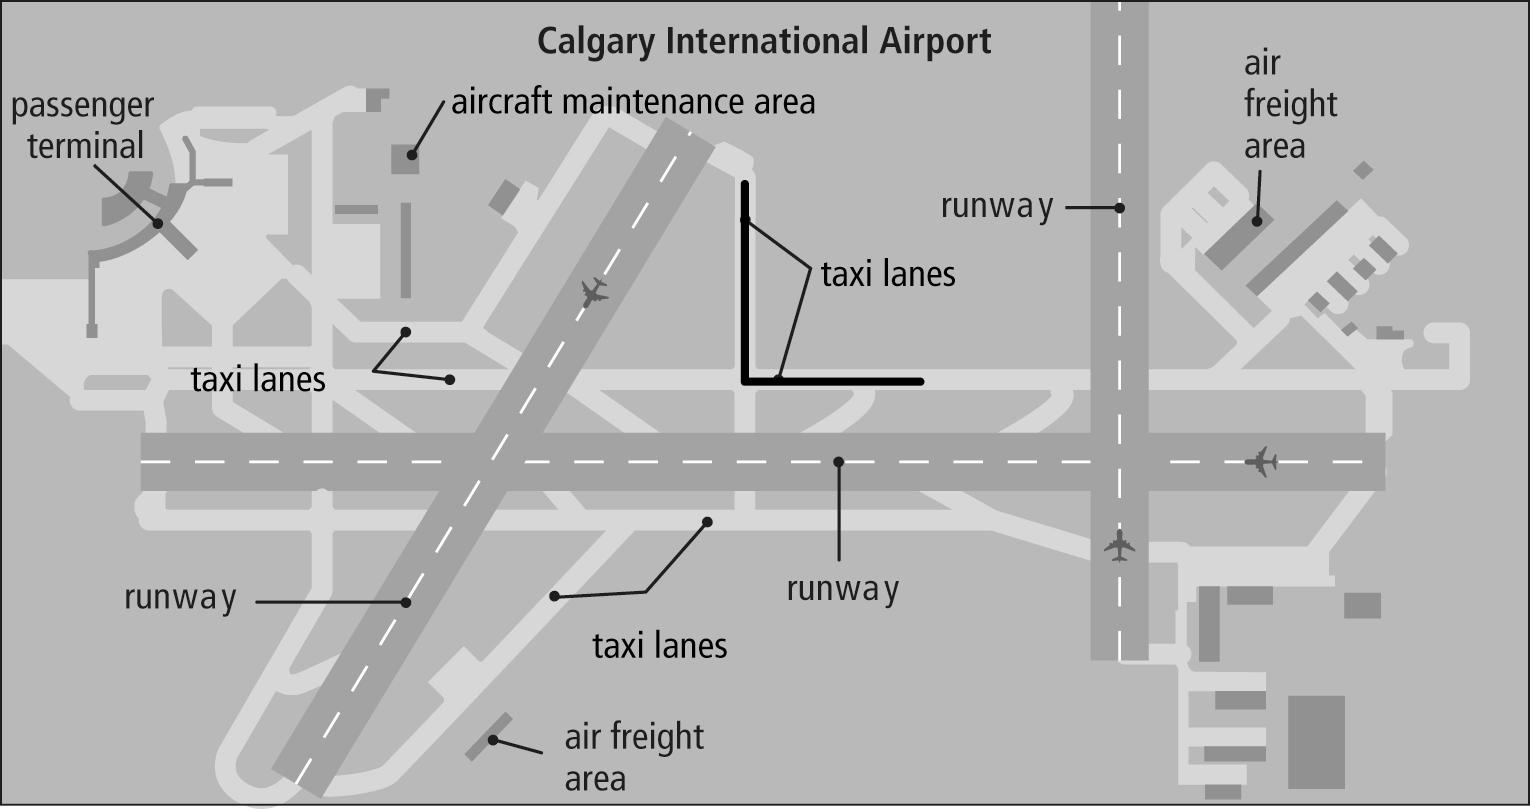 Calgary International Airport
passenger
terminal
aircraft maintenance area
air
freight
area
runway
taxi lanes
taxi lanes
runway
runway
taxi lanes
air freight
area